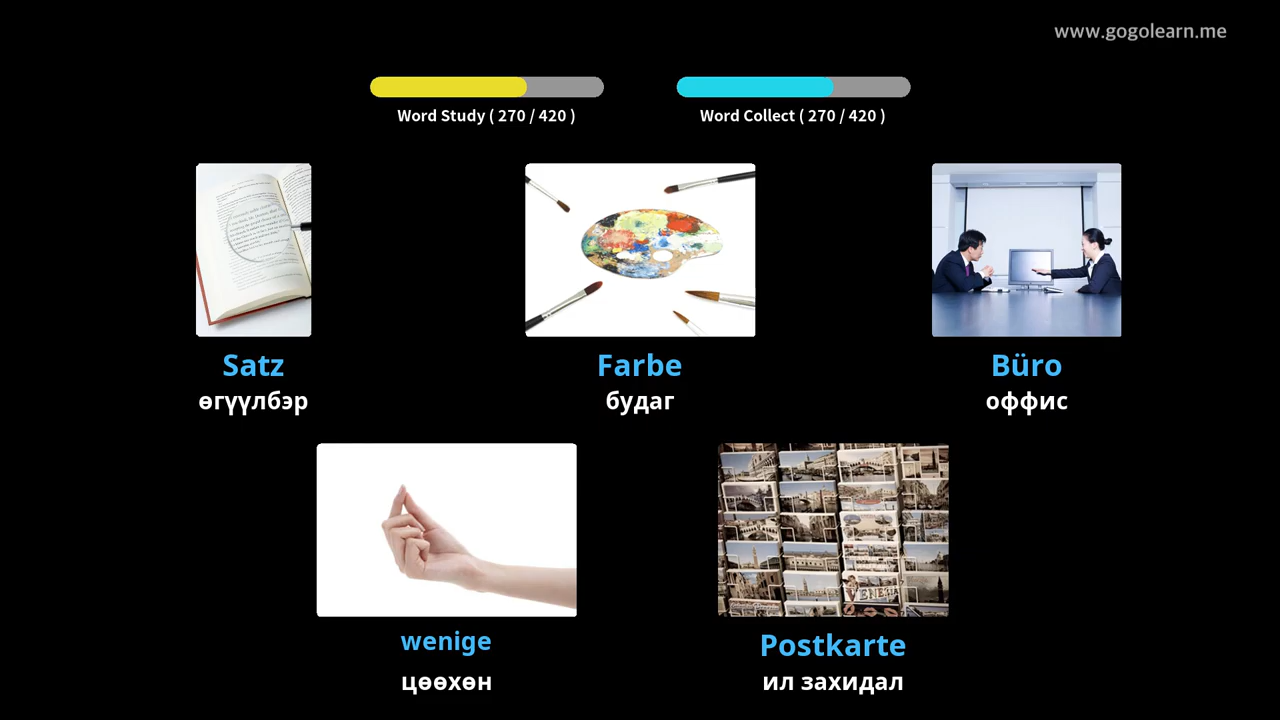 www.gogolearn.me
Word Study ( 270 / 420 )
Word Collect ( 270 / 420 )
Satz
өгүүлбэр
Farbe
будаг
Büro
оффис
wenige
цөөхөн
Postkarte
ил захидал